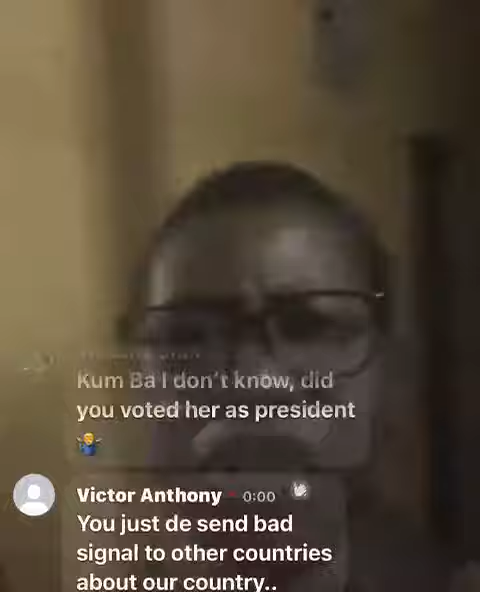 Kum Ba I don't know, did
you voted her as president
🤷‍♂️
Victor Anthony 0:00
You just de send bad
signal to other countries
about our country..